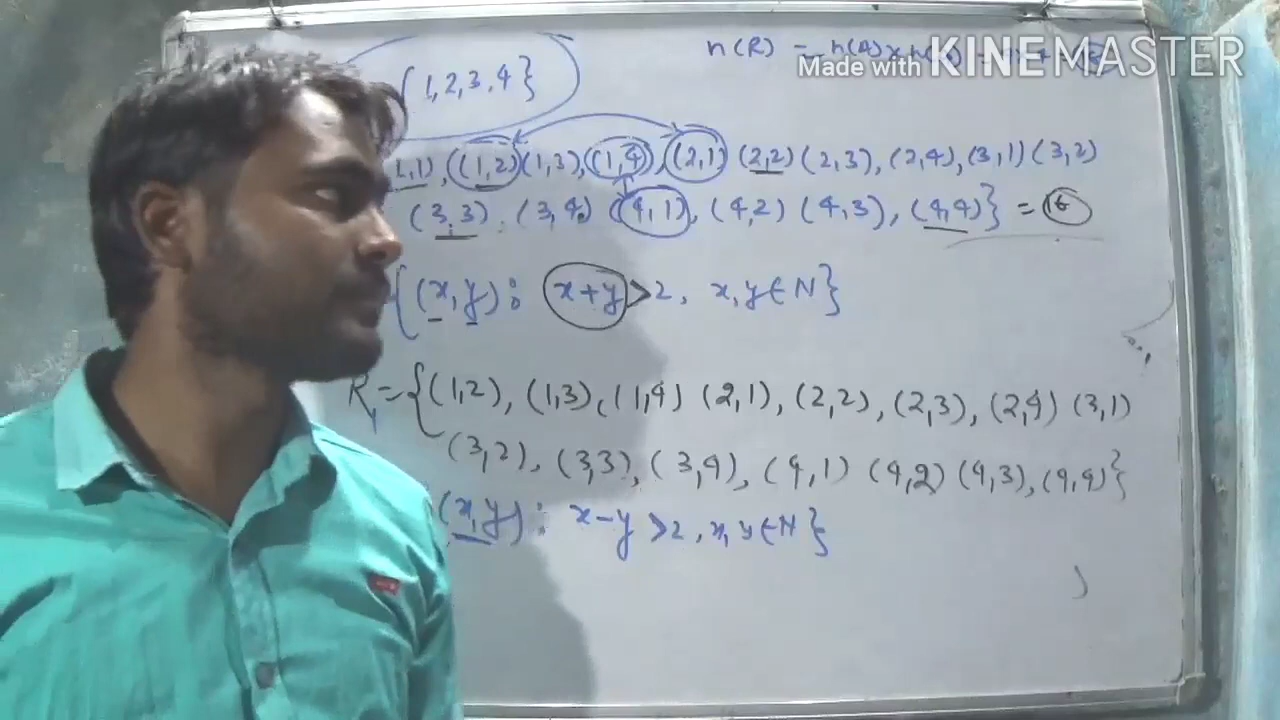 n(R) = n(A)x
Made with KINEMASTER
{1,2,3,4}
1,1), (1,2) (1,3), (1,4), (2,1) (2,2) (2,3), (2,4), (3,1) (3,2)
(3,3), (3,4) (4,1), (4,2) (4,3), (4,4)} = 16
{(x,y): x+y>2, x,y∈N}
R₁={(1,2), (1,3), (1,4) (2,1), (2,2), (2,3), (2,4) (3,1)
(3,2), (3,3), (3,4), (4,1) (4,2) (4,3), (4,4)}
(x,y): x-y>2, x,y∈N}